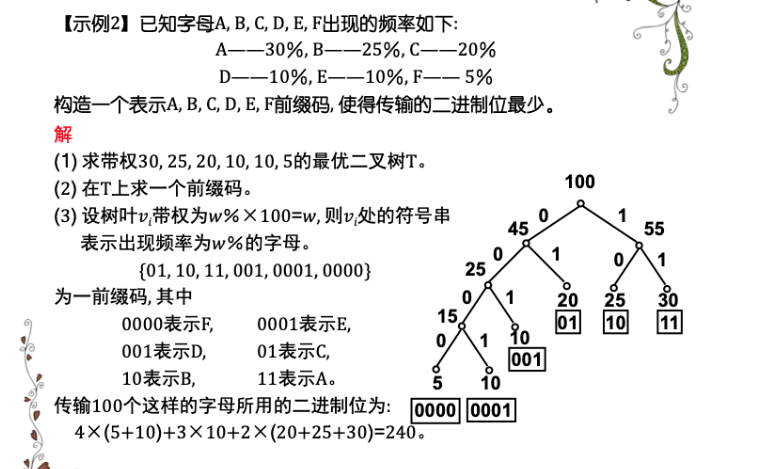 【示例2】已知字母A, B, C, D, E, F出现的频率如下:
A——30%, B——25%, C——20%
D——10%, E——10%, F—— 5%
构造一个表示A, B, C, D, E, F前缀码, 使得传输的二进制位最少。
解
(1) 求带权30, 25, 20, 10, 10, 5的最优二叉树T。
(2) 在T上求一个前缀码。
(3) 设树叶vᵢ带权为w%×100=w, 则vᵢ处的符号串
表示出现频率为w%的字母。
{01, 10, 11, 001, 0001, 0000}
为一前缀码, 其中
0000表示F, 0001表示E,
001表示D, 01表示C,
10表示B, 11表示A。
传输100个这样的字母所用的二进制位为:
4×(5+10)+3×10+2×(20+25+30)=240。
100
0 1
45 55
0 1 0 1
25
0 1 20 25 30
15 01 10 11
0 1 10
001
5 10
0000 0001